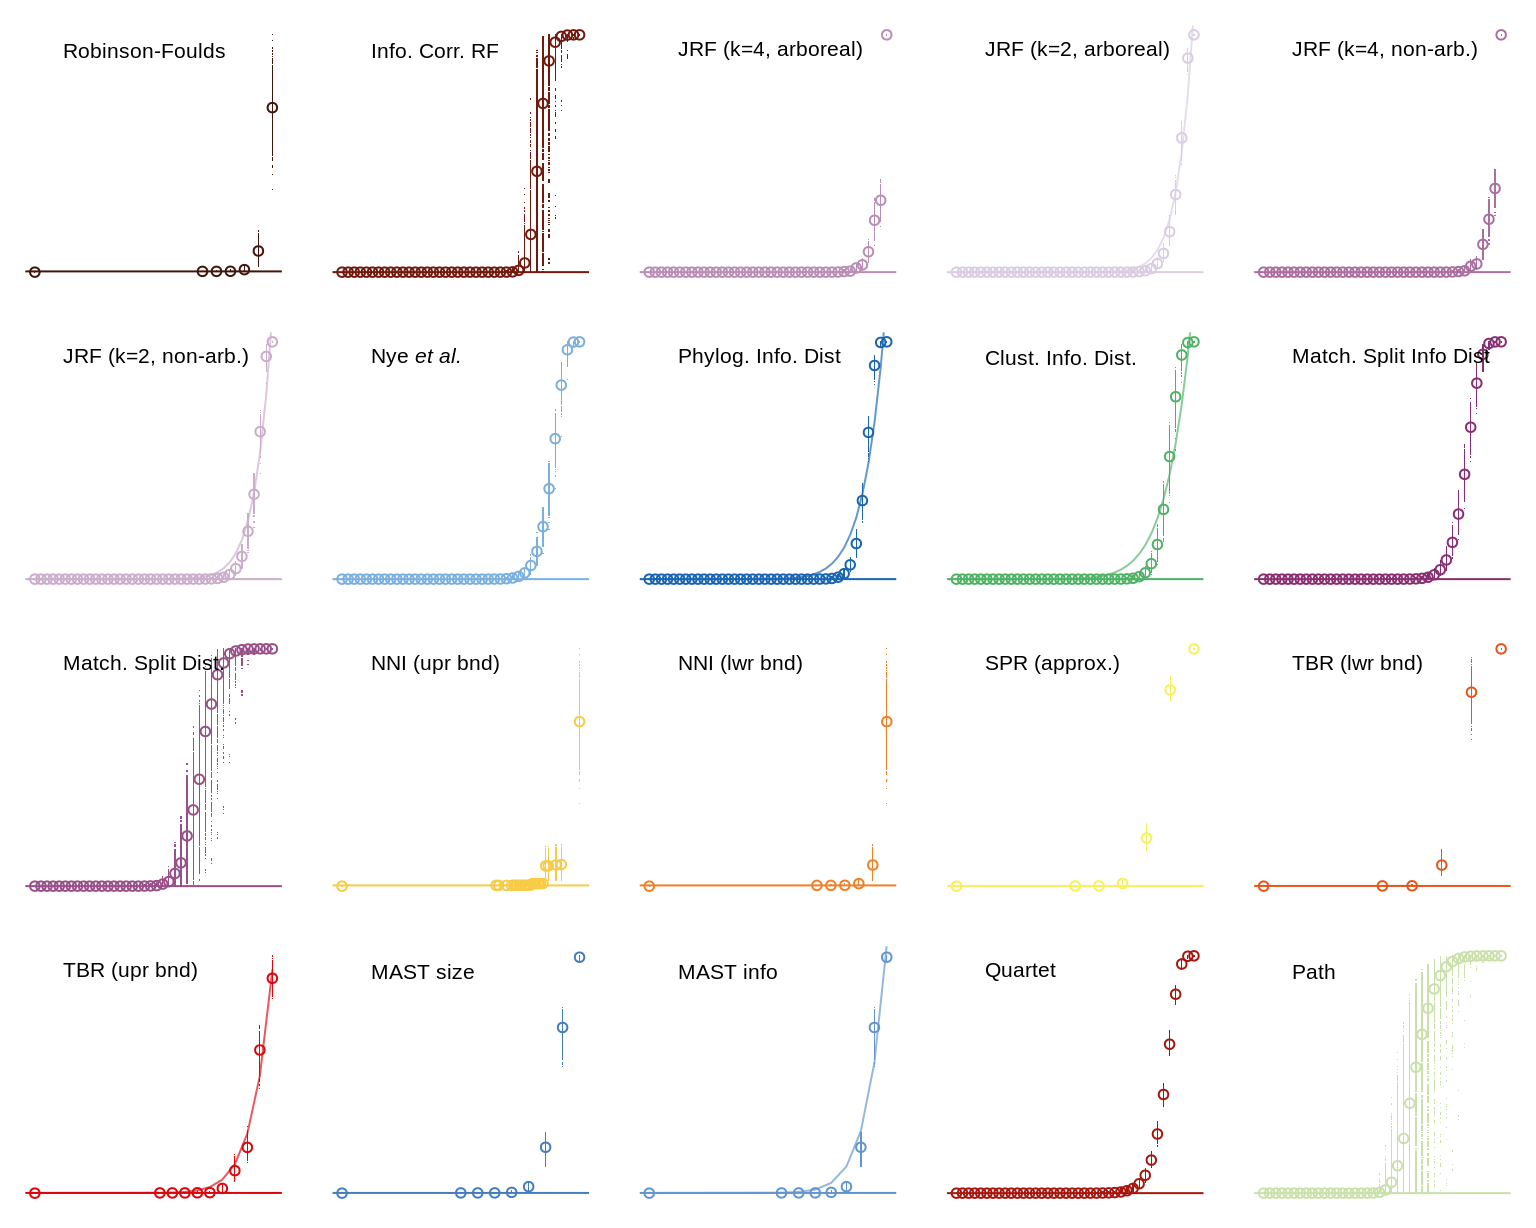 Robinson-Foulds
Info. Corr. RF
JRF (k=4, arboreal)
JRF (k=2, arboreal)
JRF (k=4, non-arb.)
JRF (k=2, non-arb.)
Nye et al.
Phylog. Info. Dist
Clust. Info. Dist.
Match. Split Info Dist
Match. Split Dist.
NNI (upr bnd)
NNI (lwr bnd)
SPR (approx.)
TBR (lwr bnd)
TBR (upr bnd)
MAST size
MAST info
Quartet
Path